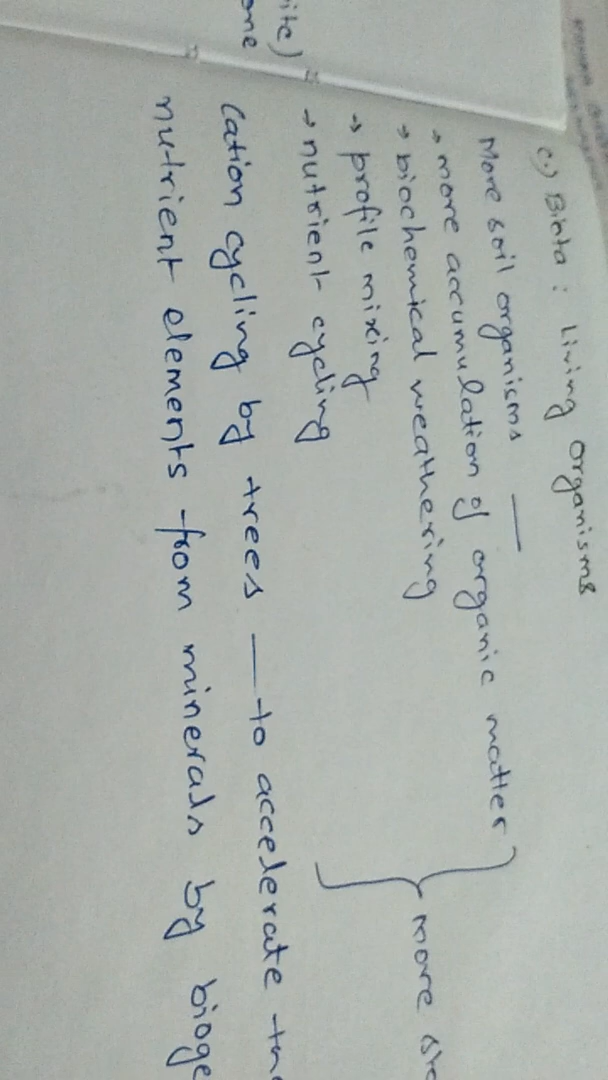 c.) Biota : Living organisms
More soil organisms —
→ more accumulation of organic matter
→ biochemical weathering
→ profile mixing } more
→ nutrient cycling
Cation cycling by trees — to accelerate
nutrient elements from minerals by